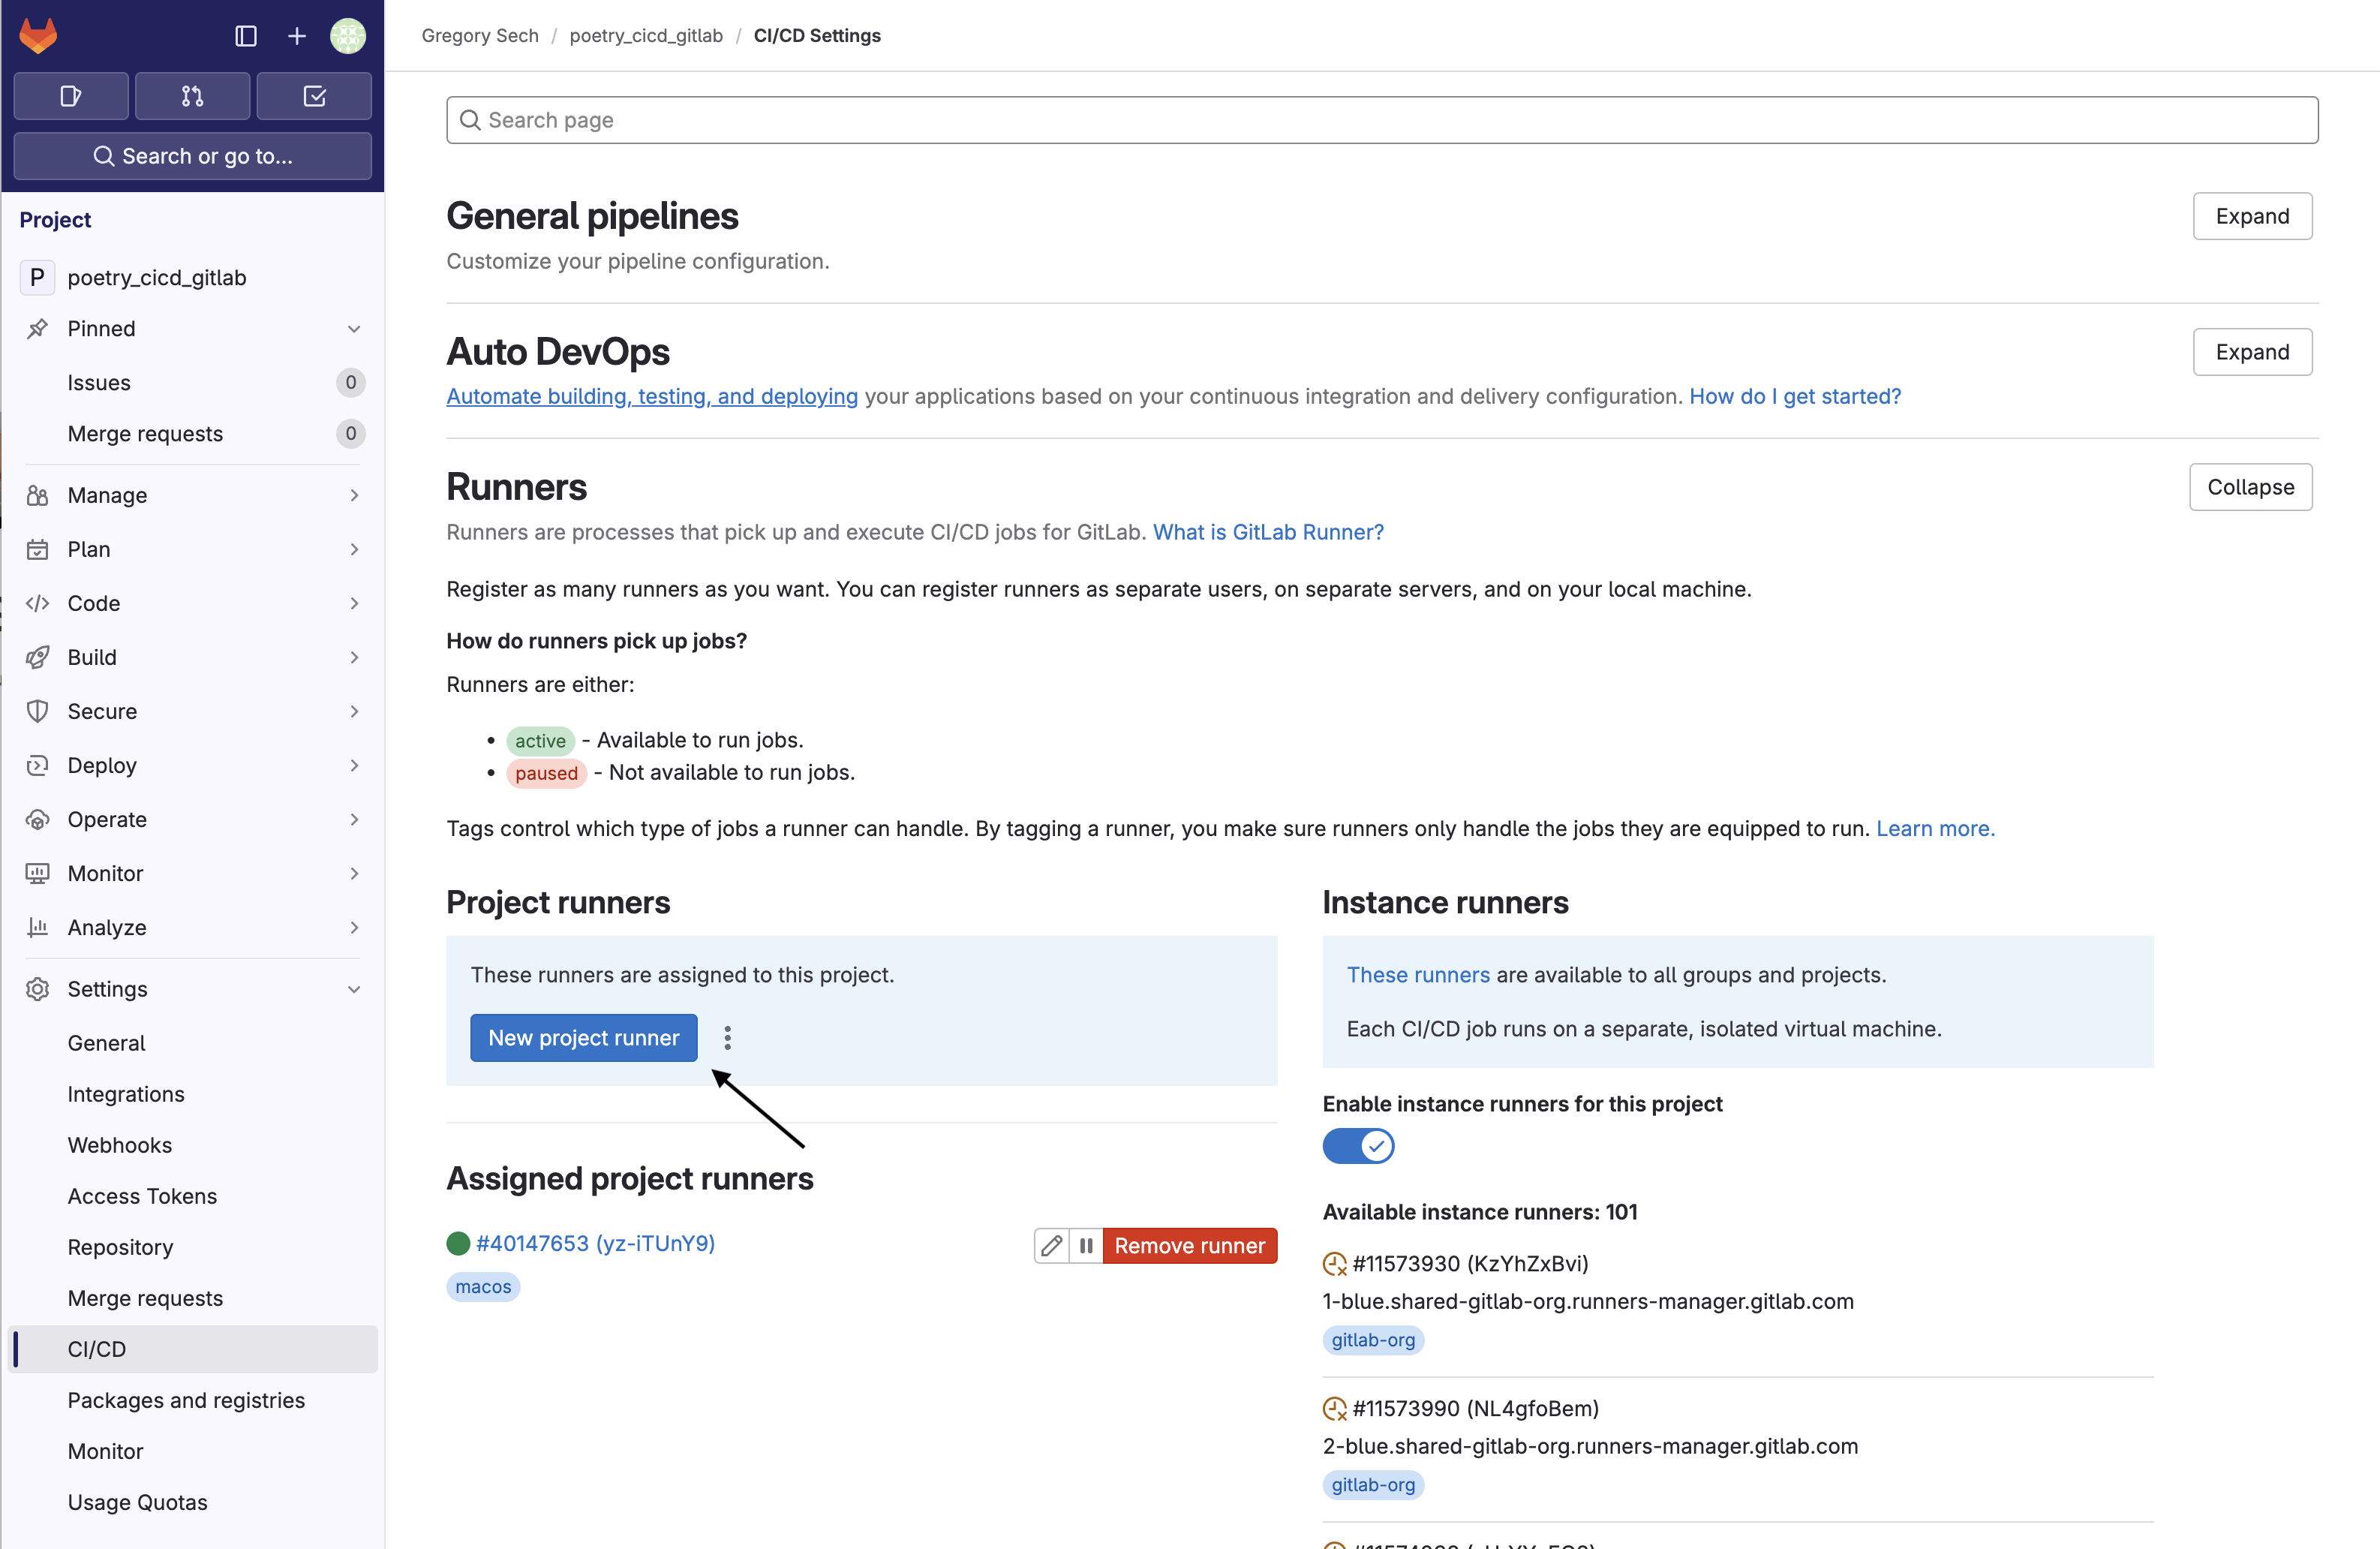 Gregory Sech / poetry_cicd_gitlab / CI/CD Settings
Search or go to...
Project
P poetry_cicd_gitlab
Pinned
Issues 0
Merge requests 0
Manage
Plan
Code
Build
Secure
Deploy
Operate
Monitor
Analyze
Settings
General
Integrations
Webhooks
Access Tokens
Repository
Merge requests
CI/CD
Packages and registries
Monitor
Usage Quotas
Search page
General pipelines
Expand
Customize your pipeline configuration.
Auto DevOps
Expand
Automate building, testing, and deploying your applications based on your continuous integration and delivery configuration. How do I get started?
Runners
Collapse
Runners are processes that pick up and execute CI/CD jobs for GitLab. What is GitLab Runner?
Register as many runners as you want. You can register runners as separate users, on separate servers, and on your local machine.
How do runners pick up jobs?
Runners are either:
• active - Available to run jobs.
• paused - Not available to run jobs.
Tags control which type of jobs a runner can handle. By tagging a runner, you make sure runners only handle the jobs they are equipped to run. Learn more.
Project runners
These runners are assigned to this project.
New project runner
Assigned project runners
#40147653 (yz-iTUnY9)
Remove runner
macos
Instance runners
These runners are available to all groups and projects.
Each CI/CD job runs on a separate, isolated virtual machine.
Enable instance runners for this project
Available instance runners: 101
#11573930 (KzYhZxBvi)
1-blue.shared-gitlab-org.runners-manager.gitlab.com
gitlab-org
#11573990 (NL4gfoBem)
2-blue.shared-gitlab-org.runners-manager.gitlab.com
gitlab-org